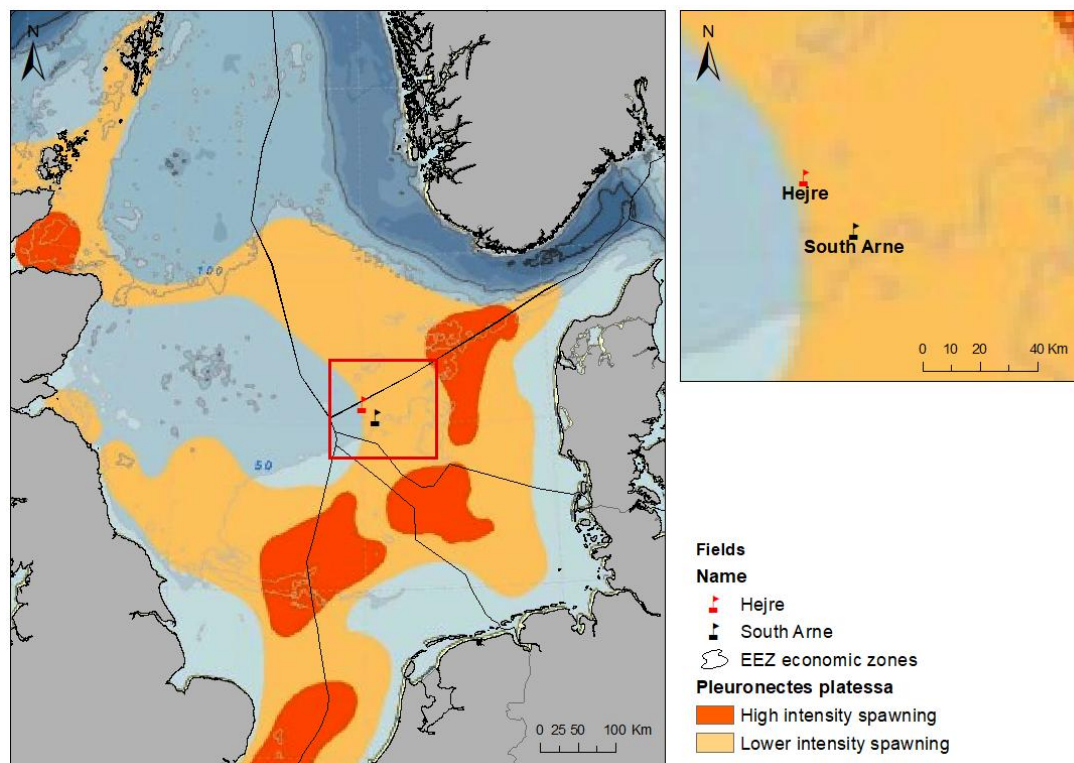 N
100
50
0 25 50 100 Km
N
Hejre
South Arne
0 10 20 40 Km
Fields
Name
Hejre
South Arne
EEZ economic zones
Pleuronectes platessa
High intensity spawning
Lower intensity spawning